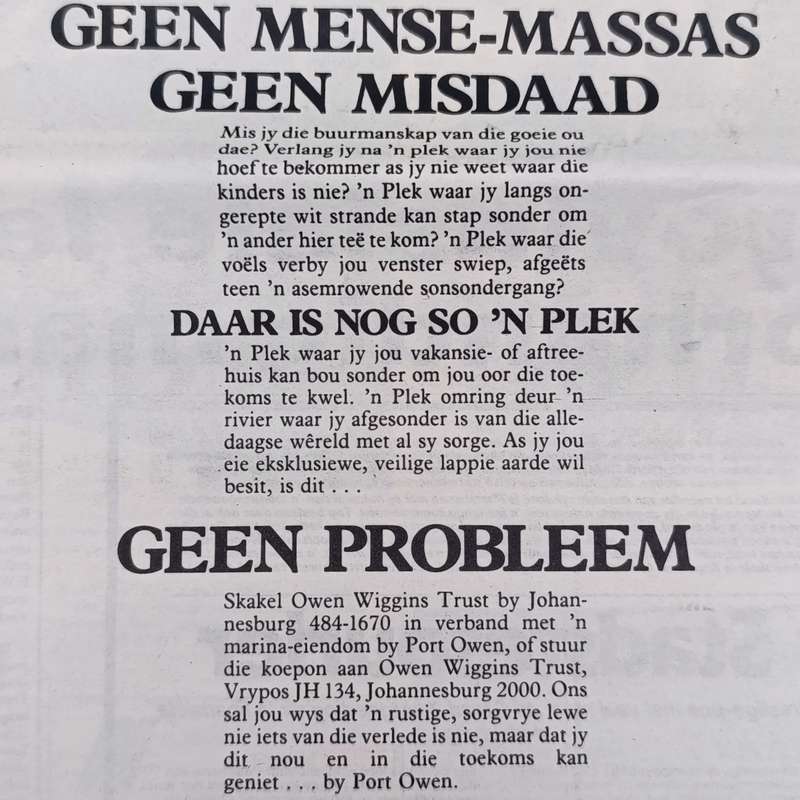 GEEN MENSE-MASSAS
GEEN MISDAAD
Mis jy die buurmanskap van die goeie ou
dae? Verlang jy na 'n plek waar jy jou nie
hoef te bekommer as jy nie weet waar die
kinders is nie? 'n Plek waar jy langs on-
gerepte wit strande kan stap sonder om
'n ander hier teë te kom? 'n Plek waar die
voëls verby jou venster swiep, afgeëts
teen 'n asemrowende sonsondergang?
DAAR IS NOG SO 'N PLEK
'n Plek waar jy jou vakansie- of aftree-
huis kan bou sonder om jou oor die toe-
koms te kwel. 'n Plek omring deur 'n
rivier waar jy afgesonder is van die alle-
daagse wêreld met al sy sorge. As jy jou
eie eksklusiewe, veilige lappie aarde wil
besit, is dit . . .
GEEN PROBLEEM
Skakel Owen Wiggins Trust by Johan-
nesburg 484-1670 in verband met 'n
marina-eiendom by Port Owen, of stuur
die koepon aan Owen Wiggins Trust,
Vrypos JH 134, Johannesburg 2000. Ons
sal jou wys dat 'n rustige, sorgvrye lewe
nie iets van die verlede is nie, maar dat jy
dit nou en in die toekoms kan
geniet . . . by Port Owen.